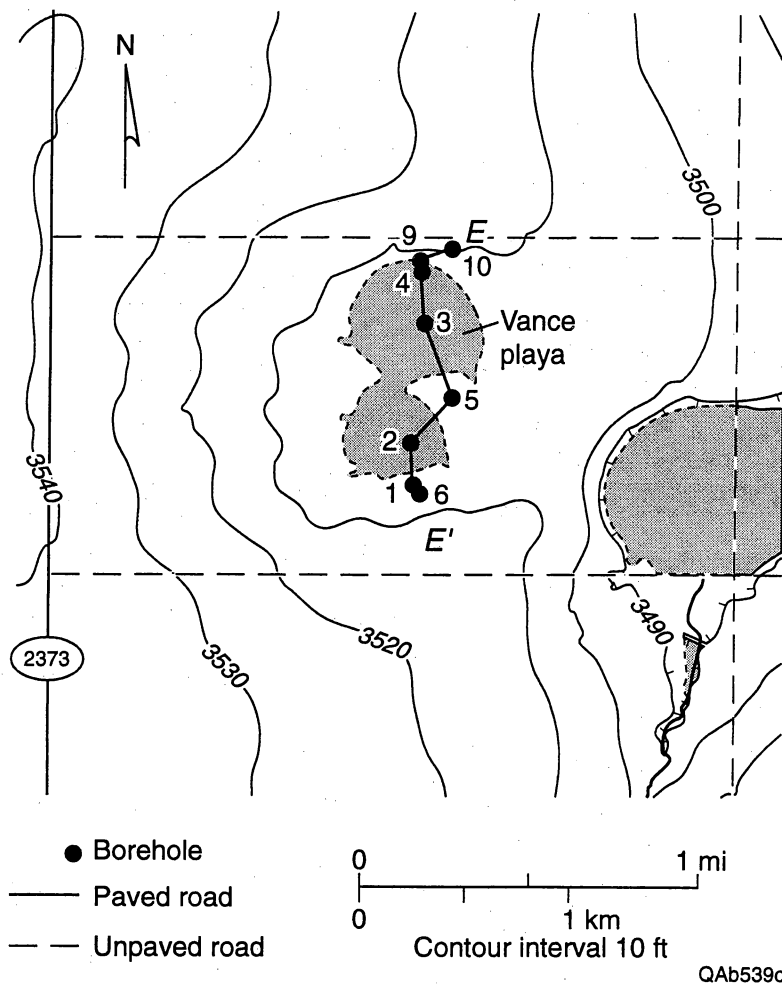 N
3500
E
9
10
4
3
Vance
playa
5
2
3540
1
6
E'
3490
2373
3530
3520
Borehole
Paved road
Unpaved road
0
1 mi
0
1 km
Contour interval 10 ft
QAb539c